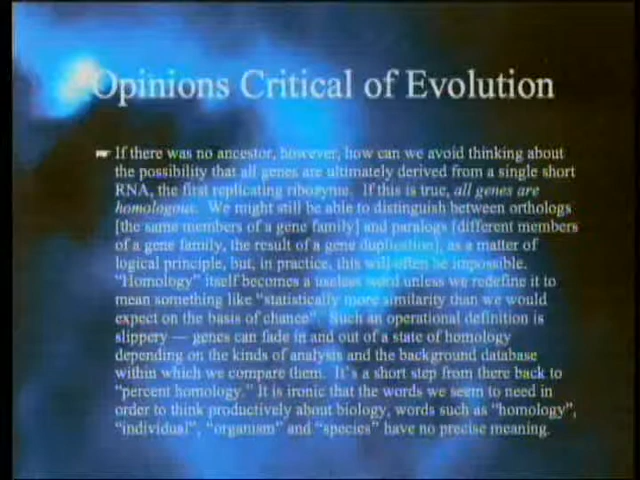 Opinions Critical of Evolution
☛ If there was no ancestor, however, how can we avoid thinking about
the possibility that all genes are ultimately derived from a single short
RNA, the first replicating ribozyme. If this is true, all genes are
homologous. We might still be able to distinguish between orthologs
[the same members of a gene family] and paralogs [different members
of a gene family, the result of a gene duplication], as a matter of
logical principle, but, in practice, this will often be impossible.
"Homology" itself becomes a useless word unless we redefine it to
mean something like "statistically more similarity than we would
expect on the basis of chance". Such an operational definition is
slippery — genes can fade in and out of a state of homology
depending on the kinds of analysis and the background database
within which we compare them. It's a short step from there back to
"percent homology." It is ironic that the words we seem to need in
order to think productively about biology, words such as "homology",
"individual", "organism" and "species" have no precise meaning.